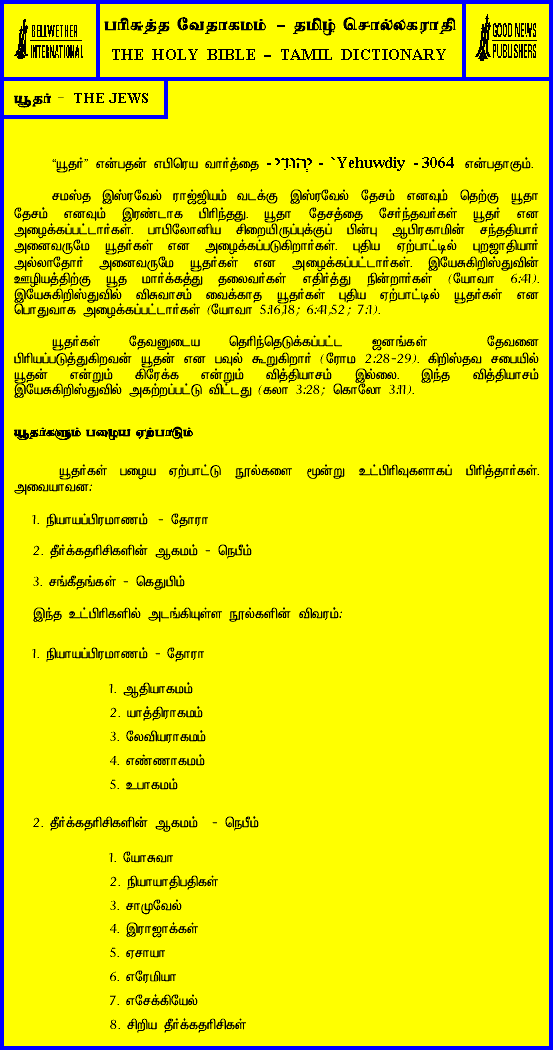 BELLWETHER
INTERNATIONAL
பரிசுத்த வேதாகமம் – தமிழ் சொல்லகராதி
THE HOLY BIBLE – TAMIL DICTIONARY
GOOD NEWS
PUBLISHERS
யூதர் – THE JEWS
“யூதர்” என்பதன் எபிரெய வார்த்தை - יְהוּדִי - `Yehuwdiy - 3064 என்பதாகும்.
சமஸ்த இஸ்ரவேல் ராஜ்ஜியம் வடக்கு இஸ்ரவேல் தேசம் எனவும் தெற்கு யூதா
தேசம் எனவும் இரண்டாக பிரிந்தது. யூதா தேசத்தை சேர்ந்தவர்கள் யூதர் என
அழைக்கப்பட்டார்கள். பாபிலோனிய சிறையிருப்புக்குப் பின்பு ஆபிரகாமின் சந்ததியார்
அனைவருமே யூதர்கள் என அழைக்கப்படுகிறார்கள். புதிய ஏற்பாட்டில் புறஜாதியார்
அல்லாதோர் அனைவருமே யூதர்கள் என அழைக்கப்பட்டார்கள். இயேசுகிறிஸ்துவின்
ஊழியத்திற்கு யூத மார்க்கத்து தலைவர்கள் எதிர்த்து நின்றார்கள் (யோவா 6:41).
இயேசுகிறிஸ்துவில் விசுவாசம் வைக்காத யூதர்கள் புதிய ஏற்பாட்டில் யூதர்கள் என
பொதுவாக அழைக்கப்பட்டார்கள் (யோவா 5:16,18; 6:41,52; 7:1).
யூதர்கள் தேவனுடைய தெரிந்தெடுக்கப்பட்ட ஜனங்கள் தேவனை
பிரியப்படுத்துகிறவன் யூதன் என பவுல் கூறுகிறார் (ரோம 2:28-29). கிறிஸ்தவ சபையில்
யூதன் என்றும் கிரேக்க என்றும் வித்தியாசம் இல்லை. இந்த வித்தியாசம்
இயேசுகிறிஸ்துவில் அகற்றப்பட்டு விட்டது (கலா 3:28; கொலோ 3:11).
யூதர்களும் பழைய ஏற்பாடும்
யூதர்கள் பழைய ஏற்பாட்டு நூல்களை மூன்று உட்பிரிவுகளாகப் பிரித்தார்கள்.
அவையாவன:
1. நியாயப்பிரமாணம் - தோரா
2. தீர்க்கதரிசிகளின் ஆகமம் - நெபீம்
3. சங்கீதங்கள் - கெதுபிம்
இந்த உட்பிரிகளில் அடங்கியுள்ள நூல்களின் விவரம்:
1. நியாயப்பிரமாணம் - தோரா
1. ஆதியாகமம்
2. யாத்திராகமம்
3. லேவியராகமம்
4. எண்ணாகமம்
5. உபாகமம்
2. தீர்க்கதரிசிகளின் ஆகமம் - நெபீம்
1. யோசுவா
2. நியாயாதிபதிகள்
3. சாமுவேல்
4. இராஜாக்கள்
5. ஏசாயா
6. எரேமியா
7. எசேக்கியேல்
8. சிறிய தீர்க்கதரிசிகள்